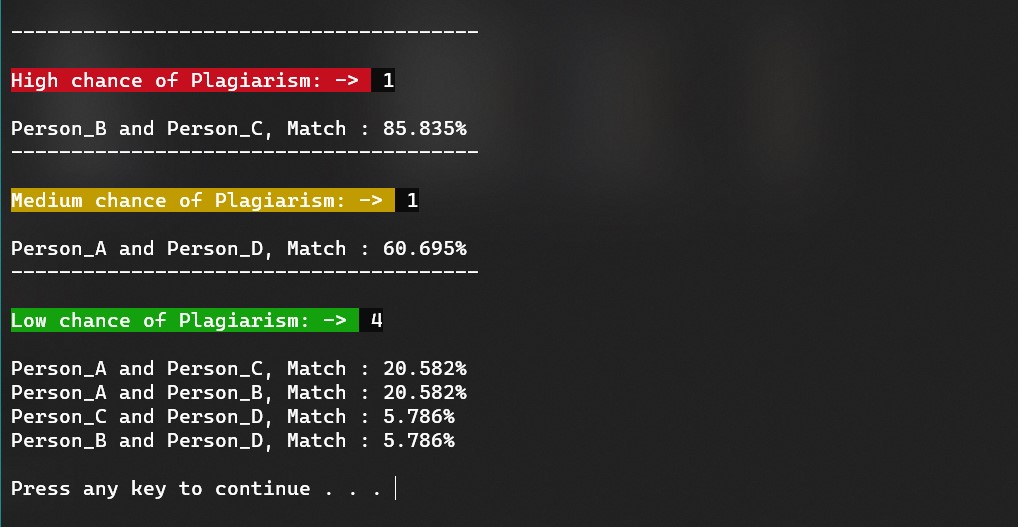 ---------------------------------------
High chance of Plagiarism: -> 1
Person_B and Person_C, Match : 85.835%
---------------------------------------
Medium chance of Plagiarism: -> 1
Person_A and Person_D, Match : 60.695%
---------------------------------------
Low chance of Plagiarism: -> 4
Person_A and Person_C, Match : 20.582%
Person_A and Person_B, Match : 20.582%
Person_C and Person_D, Match : 5.786%
Person_B and Person_D, Match : 5.786%
Press any key to continue . . .